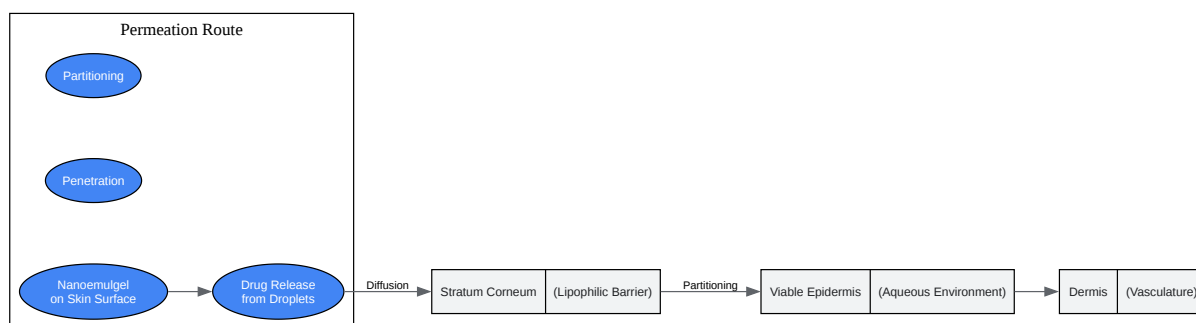 Permeation Route
Partitioning
Penetration
Nanoemulgel
on Skin Surface
Drug Release
from Droplets
Diffusion
Stratum Corneum
(Lipophilic Barrier)
Partitioning
Viable Epidermis
(Aqueous Environment)
Dermis
(Vasculature)